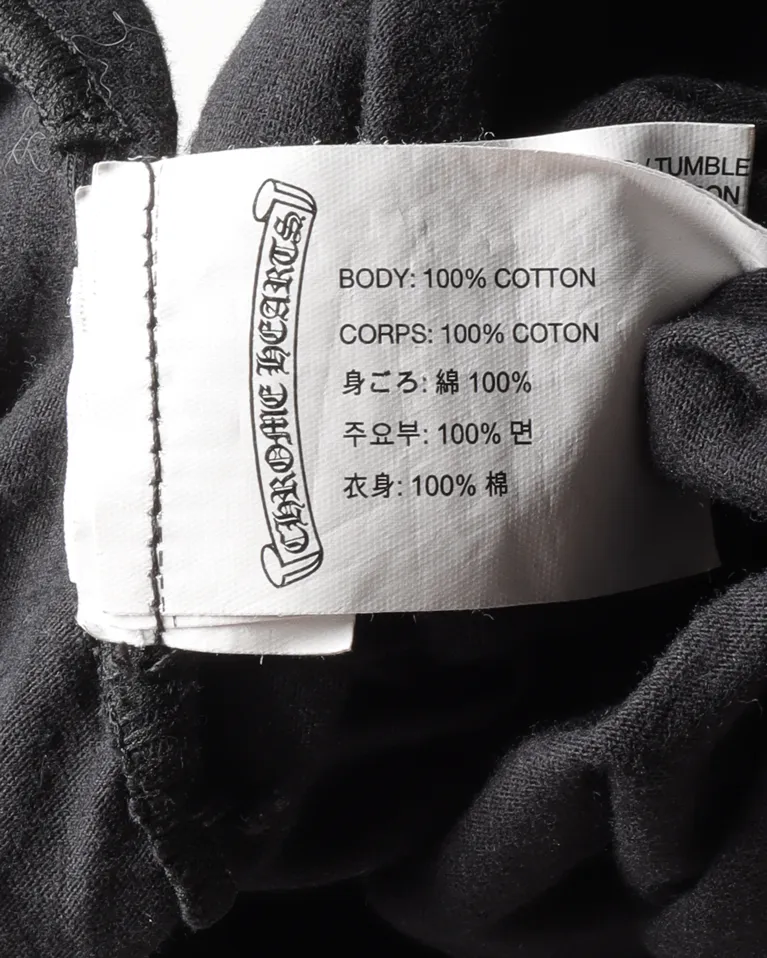 CHROME HEARTS
BODY: 100% COTTON
CORPS: 100% COTON
身ごろ: 綿 100%
주요부: 100% 면
衣身: 100% 棉
/ TUMBLE